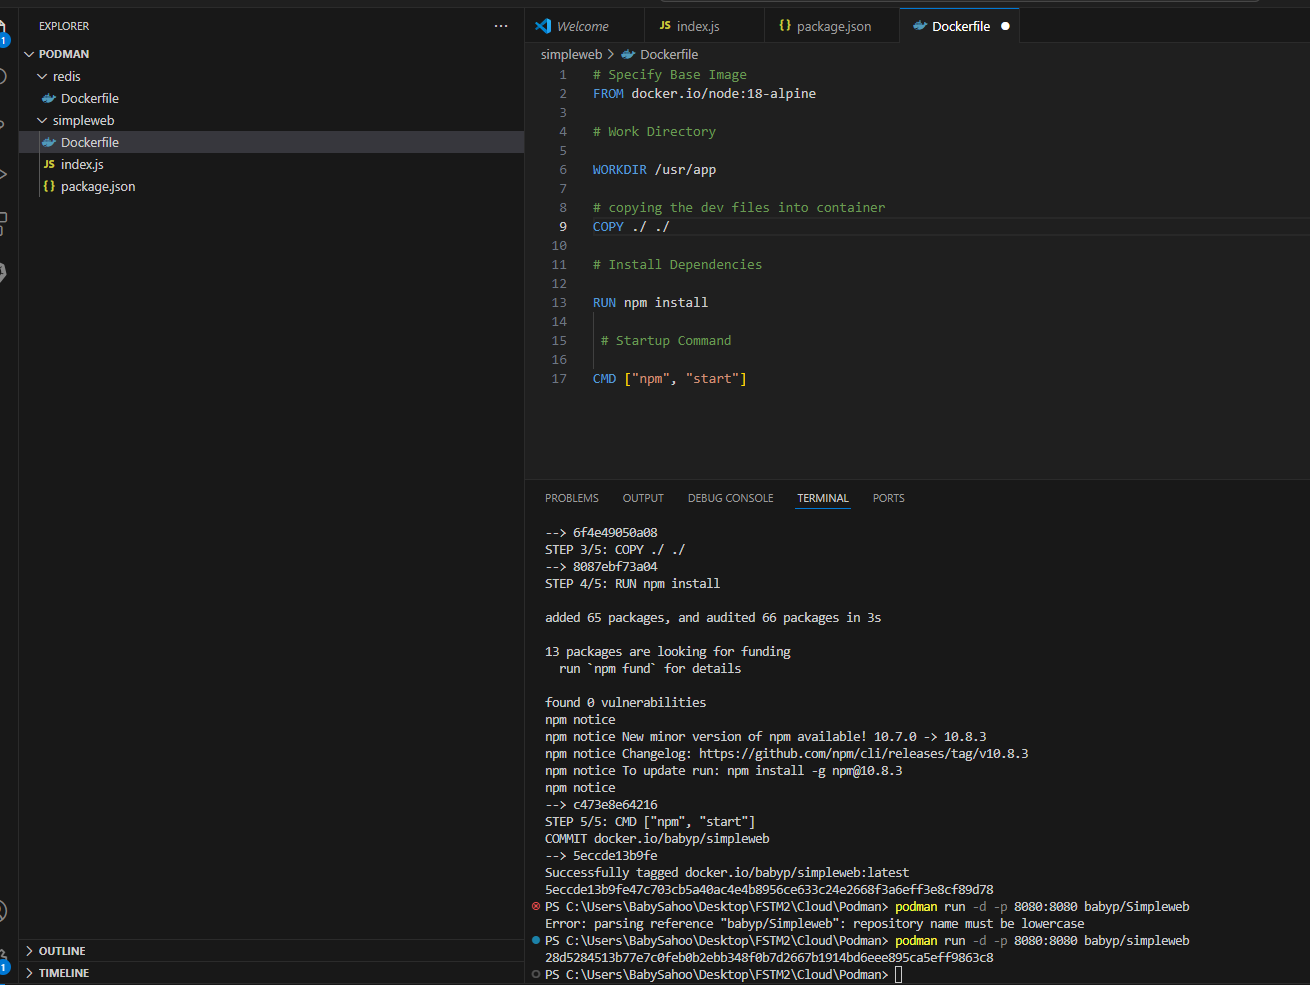 EXPLORER
PODMAN
redis
Dockerfile
simpleweb
Dockerfile
JS index.js
{} package.json
OUTLINE
TIMELINE
Welcome
JS index.js
{} package.json
Dockerfile
simpleweb > Dockerfile
1 # Specify Base Image
2 FROM docker.io/node:18-alpine
3
4 # Work Directory
5
6 WORKDIR /usr/app
7
8 # copying the dev files into container
9 COPY ./ ./
10
11 # Install Dependencies
12
13 RUN npm install
14
15 # Startup Command
16
17 CMD ["npm", "start"]
PROBLEMS OUTPUT DEBUG CONSOLE TERMINAL PORTS
--> 6f4e49050a08
STEP 3/5: COPY ./ ./
--> 8087ebf73a04
STEP 4/5: RUN npm install
added 65 packages, and audited 66 packages in 3s
13 packages are looking for funding
run `npm fund` for details
found 0 vulnerabilities
npm notice
npm notice New minor version of npm available! 10.7.0 -> 10.8.3
npm notice Changelog: https://github.com/npm/cli/releases/tag/v10.8.3
npm notice To update run: npm install -g npm@10.8.3
npm notice
--> c473e8e64216
STEP 5/5: CMD ["npm", "start"]
COMMIT docker.io/babyp/simpleweb
--> 5eccde13b9fe
Successfully tagged docker.io/babyp/simpleweb:latest
5eccde13b9fe47c703cb5a40ac4e4b8956ce633c24e2668f3a6eff3e8cf89d78
PS C:\Users\BabySahoo\Desktop\FSTM2\Cloud\Podman> podman run -d -p 8080:8080 babyp/Simpleweb
Error: parsing reference "babyp/Simpleweb": repository name must be lowercase
PS C:\Users\BabySahoo\Desktop\FSTM2\Cloud\Podman> podman run -d -p 8080:8080 babyp/simpleweb
28d5284513b77e7c0feb0b2ebb348f0b7d2667b1914bd6eee895ca5eff9863c8
PS C:\Users\BabySahoo\Desktop\FSTM2\Cloud\Podman>